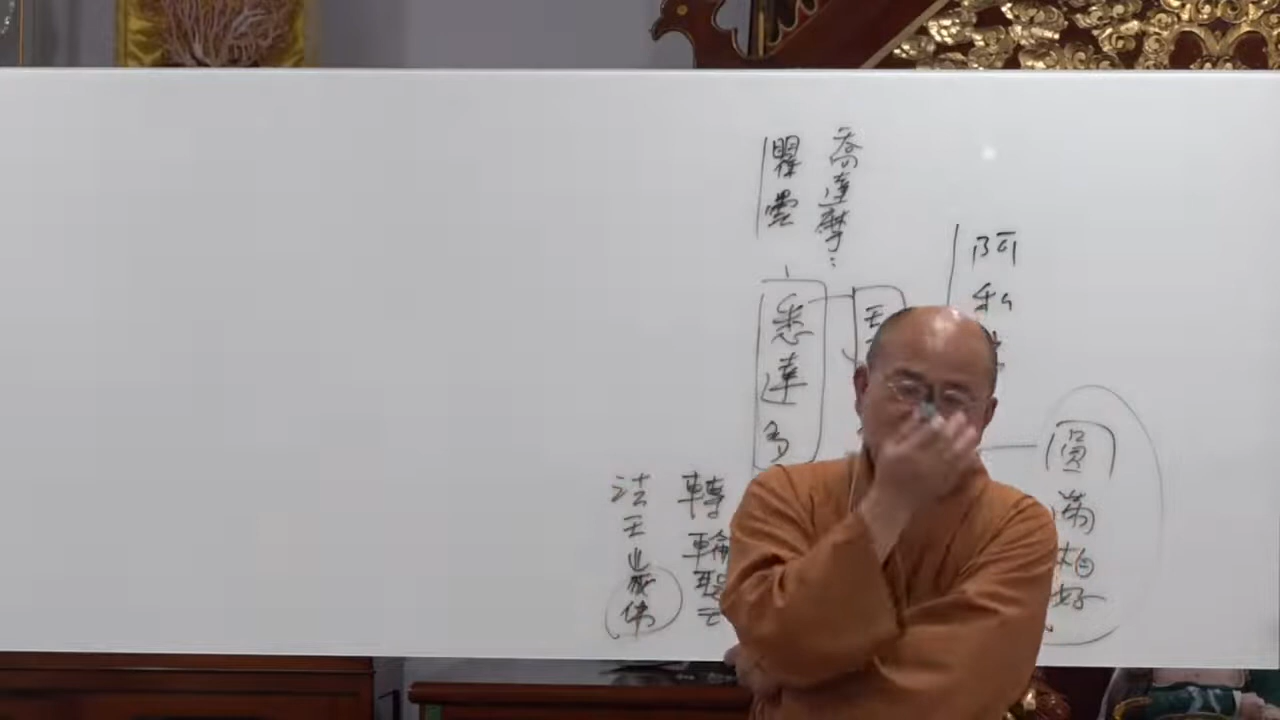 阿私
圓滿相好
喬達摩：
瞿曇
悉達多
轉輪聖王
法王 成佛